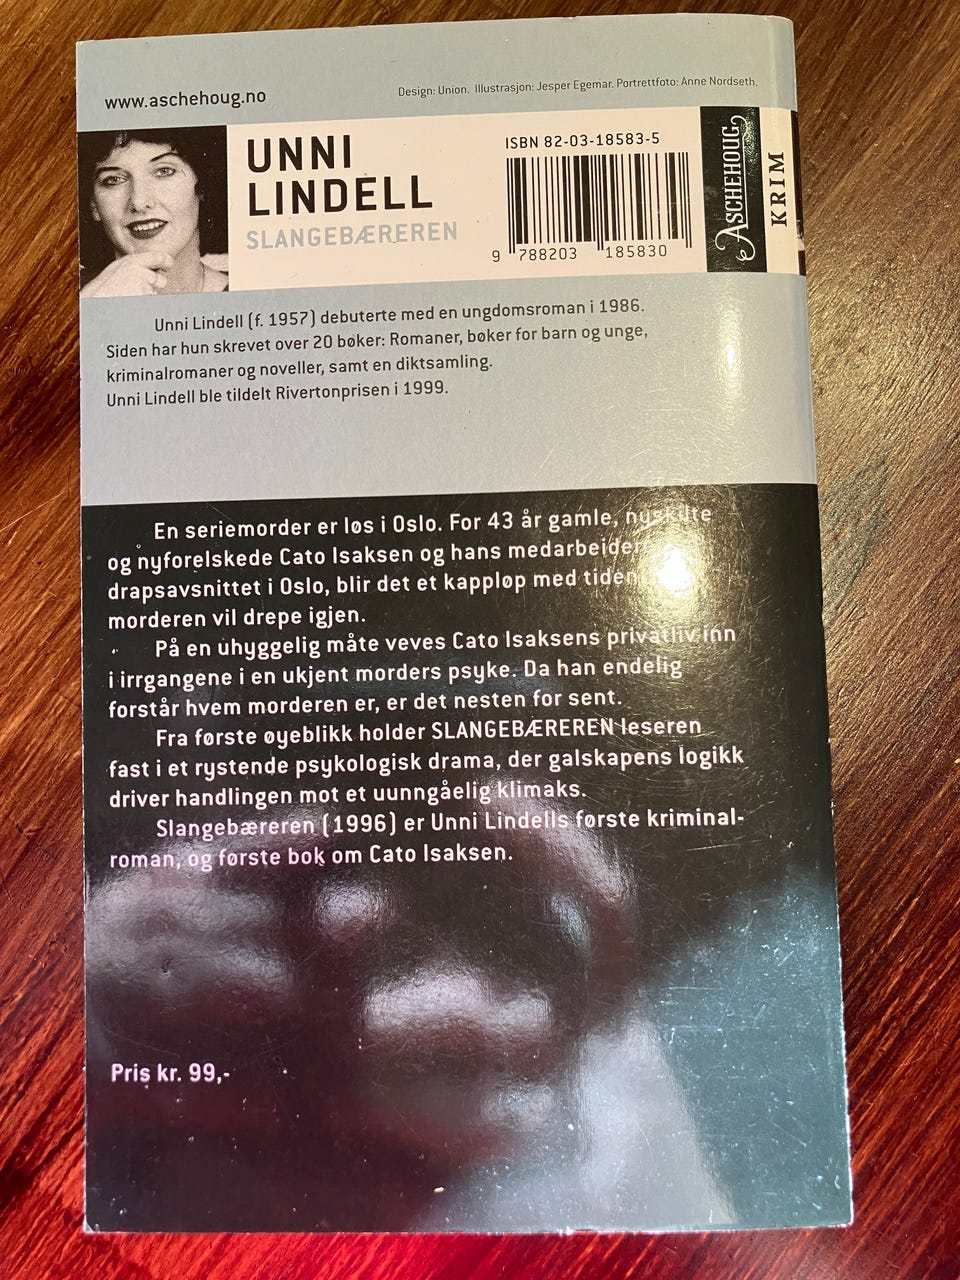 www.aschehoug.no
Design: Union. Illustrasjon: Jesper Egemar. Portrettfoto: Anne Nordseth.
UNNI
LINDELL
SLANGEBÆREREN
ISBN 82-03-18583-5
9 788203 185830
ASCHEHOUG
KRIM
Unni Lindell (f. 1957) debuterte med en ungdomsroman i 1986.
Siden har hun skrevet over 20 bøker: Romaner, bøker for barn og unge,
kriminalromaner og noveller, samt en diktsamling.
Unni Lindell ble tildelt Rivertonprisen i 1999.
En seriemorder er løs i Oslo. For 43 år gamle, nyskilte
og nyforelskede Cato Isaksen og hans medarbeidere
drapsavsnittet i Oslo, blir det et kappløp med tiden
morderen vil drepe igjen.
På en uhyggelig måte veves Cato Isaksens privatliv inn
i irrgangene i en ukjent morders psyke. Da han endelig
forstår hvem morderen er, er det nesten for sent.
Fra første øyeblikk holder SLANGEBÆREREN leseren
fast i et rystende psykologisk drama, der galskapens logikk
driver handlingen mot et uunngåelig klimaks.
Slangebæreren (1996) er Unni Lindells første kriminal-
roman, og første bok om Cato Isaksen.
Pris kr. 99,-